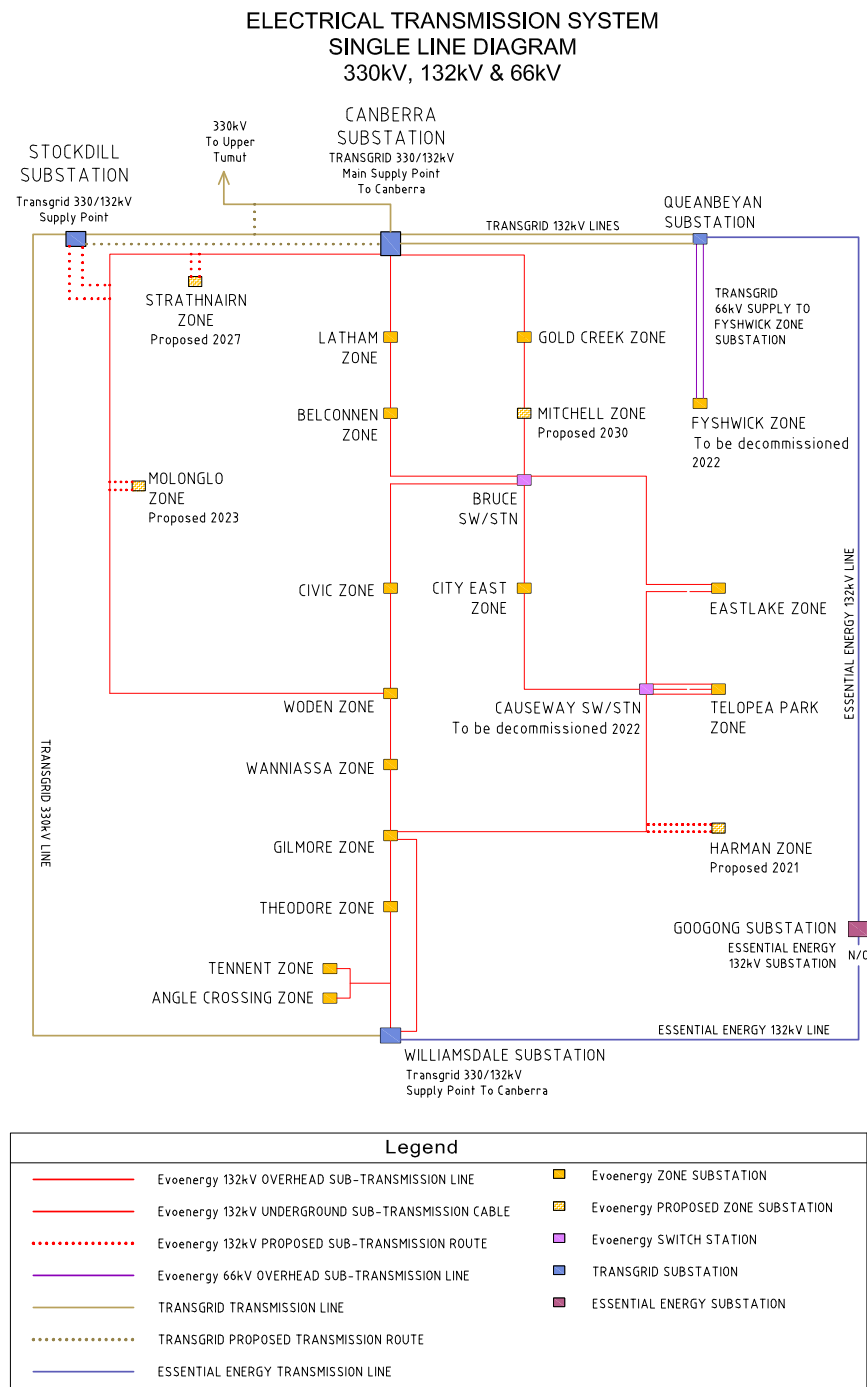 ELECTRICAL TRANSMISSION SYSTEM
SINGLE LINE DIAGRAM
330kV, 132kV & 66kV
330kV
To Upper
Tumut
CANBERRA
SUBSTATION
TRANSGRID 330/132kV
Main Supply Point
To Canberra
STOCKDILL
SUBSTATION
Transgrid 330/132kV
Supply Point
QUEANBEYAN
SUBSTATION
TRANSGRID 132kV LINES
TRANSGRID
66kV SUPPLY TO
FYSHWICK ZONE
SUBSTATION
STRATHNAIRN
ZONE
Proposed 2027
LATHAM
ZONE
GOLD CREEK ZONE
BELCONNEN
ZONE
MITCHELL ZONE
Proposed 2030
FYSHWICK ZONE
To be decommissioned
2022
MOLONGLO
ZONE
Proposed 2023
BRUCE
SW/STN
CIVIC ZONE
CITY EAST
ZONE
EASTLAKE ZONE
ESSENTIAL ENERGY 132kV LINE
WODEN ZONE
CAUSEWAY SW/STN
To be decommissioned 2022
TELOPEA PARK
ZONE
TRANSGRID 330kV LINE
WANNIASSA ZONE
GILMORE ZONE
HARMAN ZONE
Proposed 2021
THEODORE ZONE
GOOGONG SUBSTATION
ESSENTIAL ENERGY
132kV SUBSTATION
N/O
TENNENT ZONE
ANGLE CROSSING ZONE
ESSENTIAL ENERGY 132kV LINE
WILLIAMSDALE SUBSTATION
Transgrid 330/132kV
Supply Point To Canberra
Legend
Evoenergy 132kV OVERHEAD SUB-TRANSMISSION LINE
Evoenergy 132kV UNDERGROUND SUB-TRANSMISSION CABLE
Evoenergy 132kV PROPOSED SUB-TRANSMISSION ROUTE
Evoenergy 66kV OVERHEAD SUB-TRANSMISSION LINE
TRANSGRID TRANSMISSION LINE
TRANSGRID PROPOSED TRANSMISSION ROUTE
ESSENTIAL ENERGY TRANSMISSION LINE
Evoenergy ZONE SUBSTATION
Evoenergy PROPOSED ZONE SUBSTATION
Evoenergy SWITCH STATION
TRANSGRID SUBSTATION
ESSENTIAL ENERGY SUBSTATION